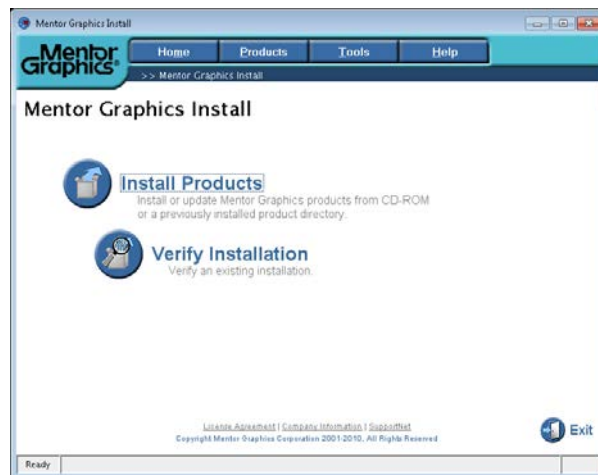 Mentor Graphics Install
Mentor Graphics®
Home Products Tools Help
>> Mentor Graphics Install
Mentor Graphics Install
Install Products
Install or update Mentor Graphics products from CD-ROM
or a previously installed product directory.
Verify Installation
Verify an existing installation.
License Agreement | Company Information | SupportNet
Copyright Mentor Graphics Corporation 2001-2010, All Rights Reserved
Exit
Ready